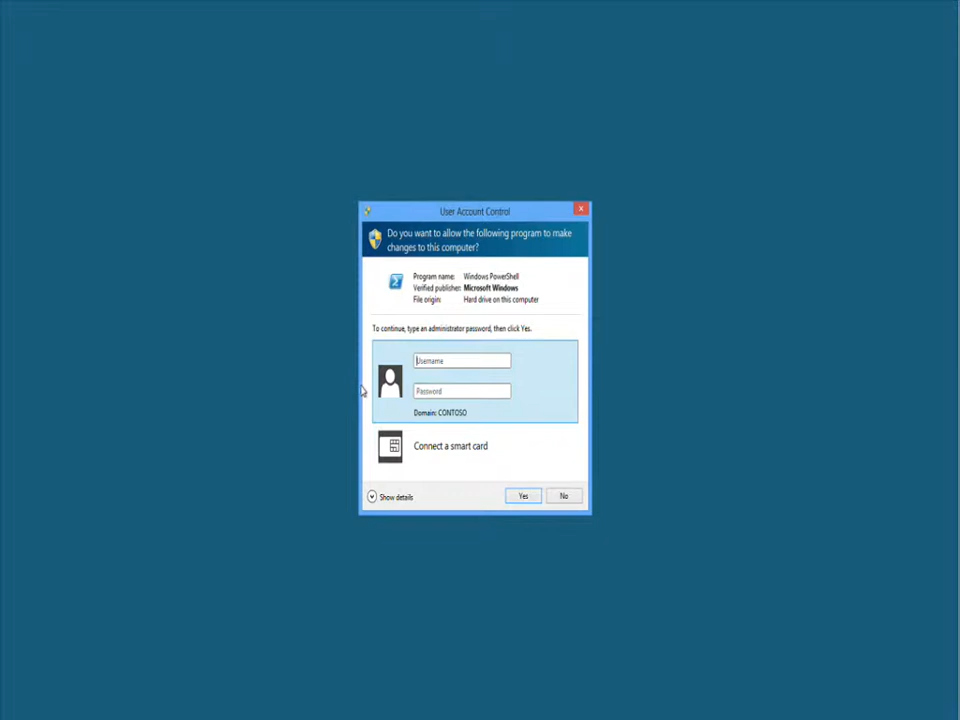 User Account Control
Do you want to allow the following program to make
changes to this computer?
Program name: Windows PowerShell
Verified publisher: Microsoft Windows
File origin: Hard drive on this computer
To continue, type an administrator password, then click Yes.
Username
Password
Domain: CONTOSO
Connect a smart card
Show details
Yes
No